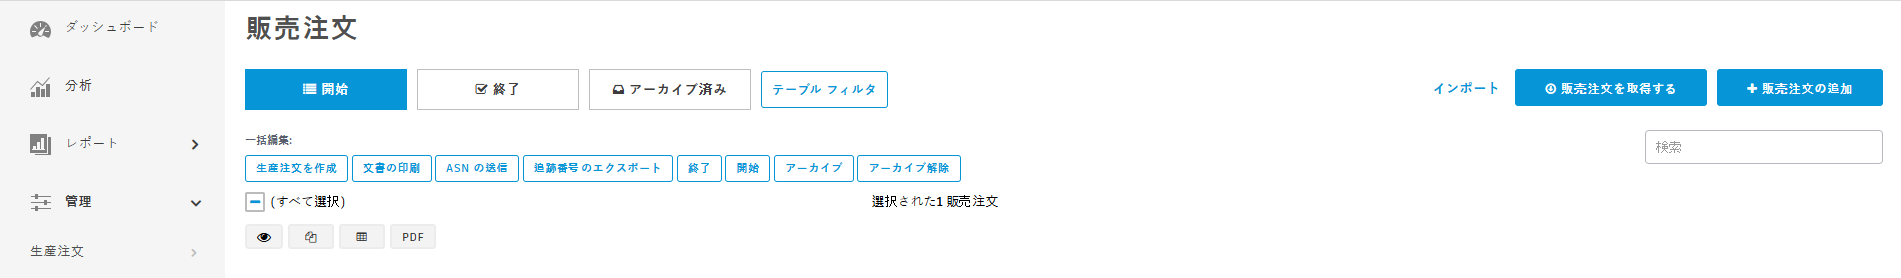 ダッシュボード
分析
レポート
管理
生産注文
販売注文
開始 終了 アーカイブ済み テーブル フィルタ
インポート 販売注文を取得する 販売注文の追加
一括編集:
検索
生産注文を作成 文書の印刷 ASN の送信 追跡番号のエクスポート 終了 開始 アーカイブ アーカイブ解除
(すべて選択) 選択された1 販売注文
PDF